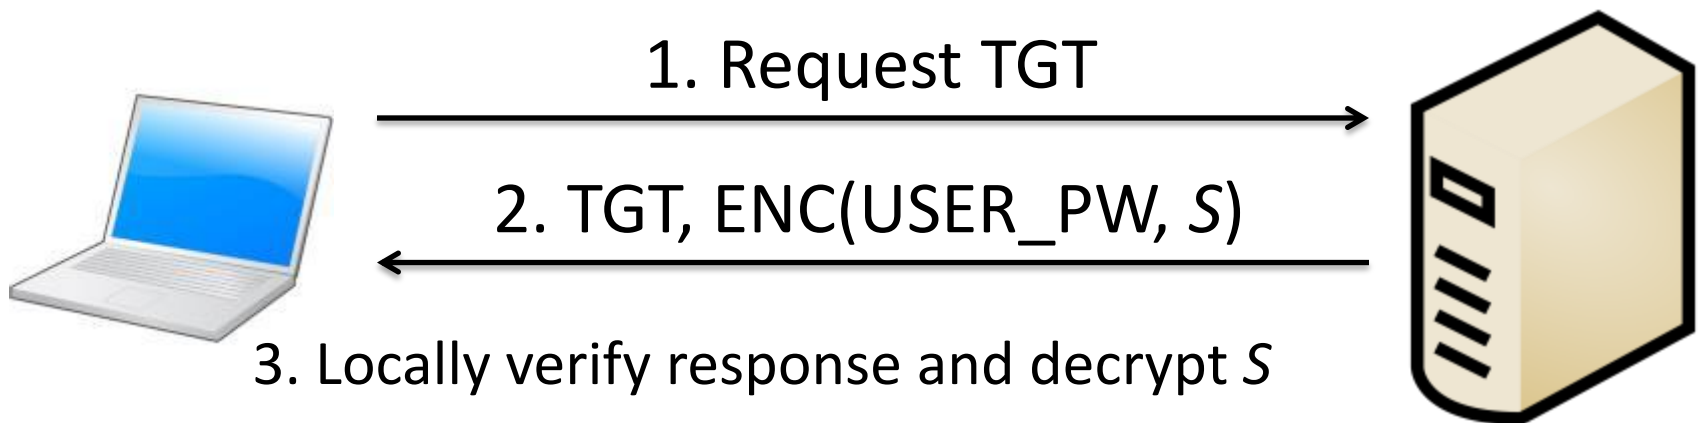 1. Request TGT
2. TGT, ENC(USER_PW, S)
3. Locally verify response and decrypt S